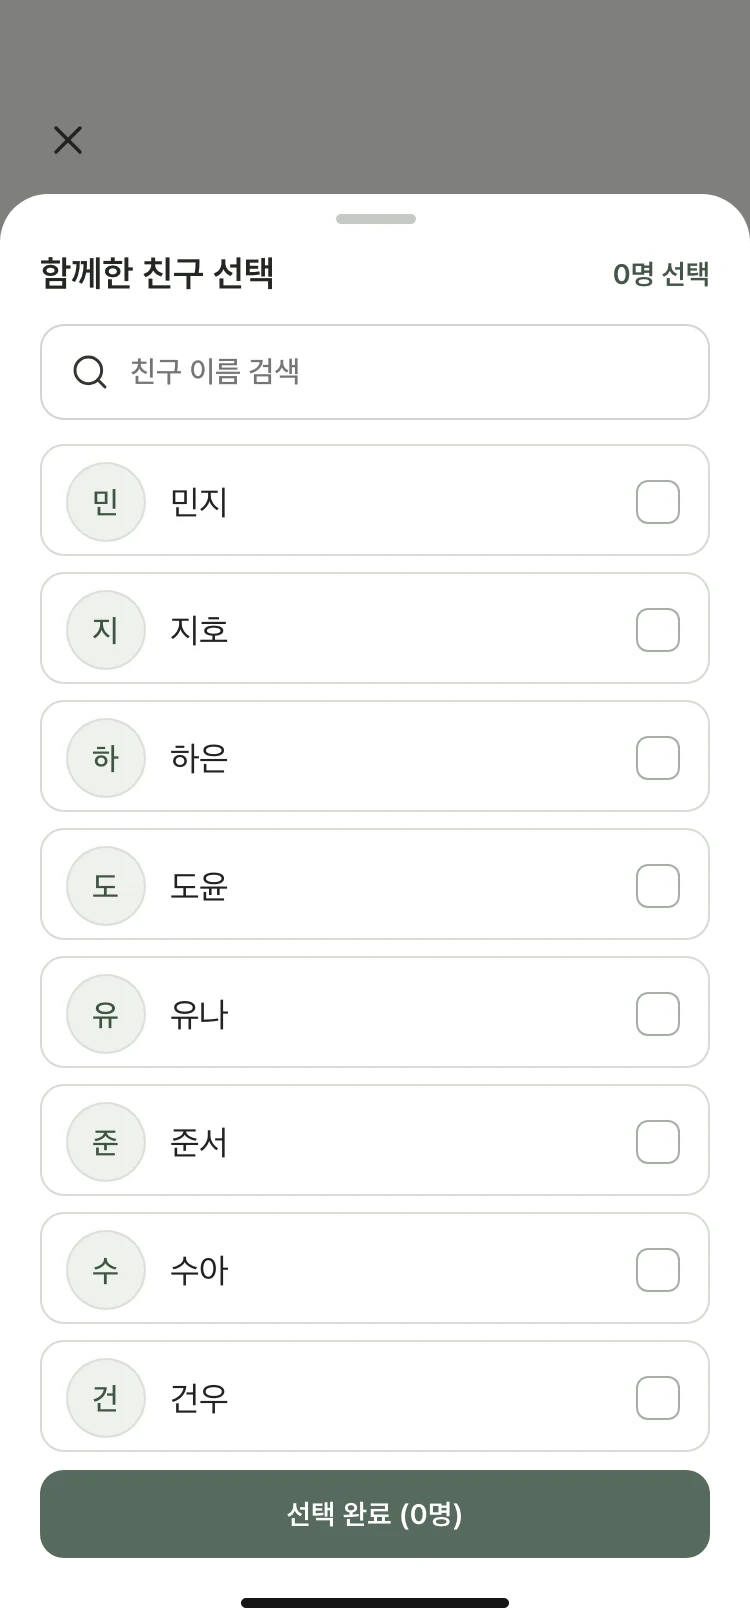 함께한 친구 선택
0명 선택
친구 이름 검색
민 민지
지 지호
하 하은
도 도윤
유 유나
준 준서
수 수아
건 건우
선택 완료 (0명)